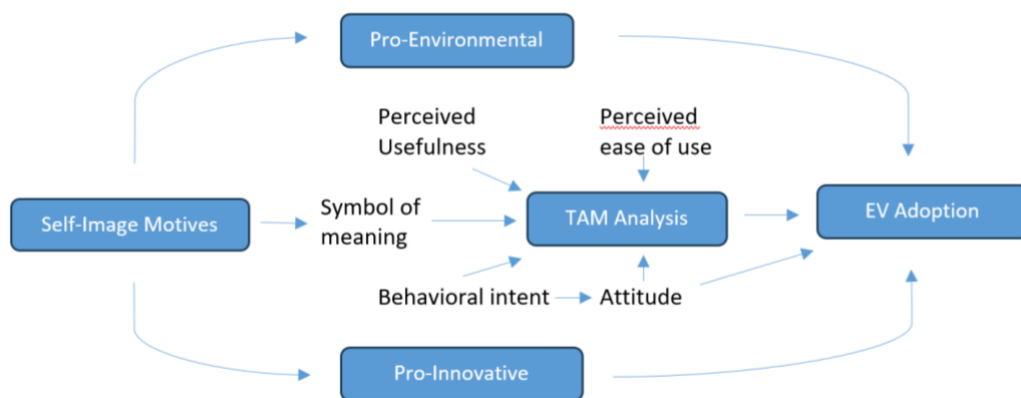 Pro-Environmental
Perceived
Usefulness
Perceived
ease of use
Self-Image Motives
Symbol of
meaning
TAM Analysis
EV Adoption
Behavioral intent
Attitude
Pro-Innovative